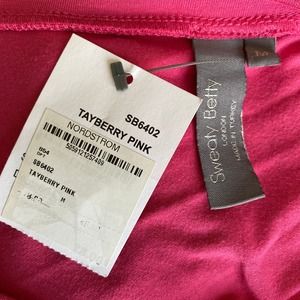 SB6402
TAYBERRY PINK
NORDSTROM
SB6402
TAYBERRY PINK
M
Sweaty Betty
LONDON
MADE IN TURKEY